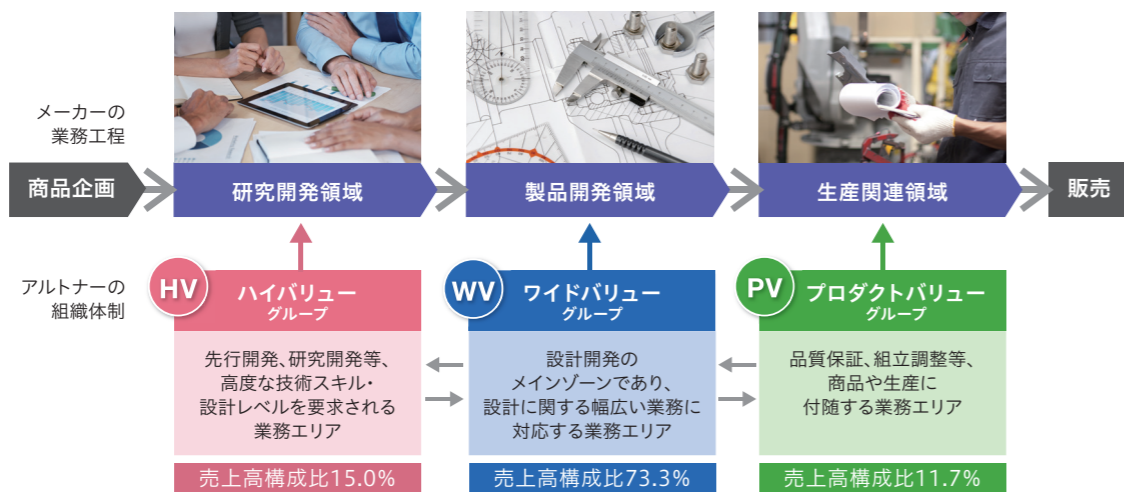 メーカーの
業務工程
商品企画
研究開発領域
製品開発領域
生産関連領域
販売
アルトナーの
組織体制
HV
ハイバリュー
グループ
先行開発、研究開発等、
高度な技術スキル・
設計レベルを要求される
業務エリア
売上高構成比15.0%
WV
ワイドバリュー
グループ
設計開発の
メインゾーンであり、
設計に関する幅広い業務に
対応する業務エリア
売上高構成比73.3%
PV
プロダクトバリュー
グループ
品質保証、組立調整等、
商品や生産に
付随する業務エリア
売上高構成比11.7%